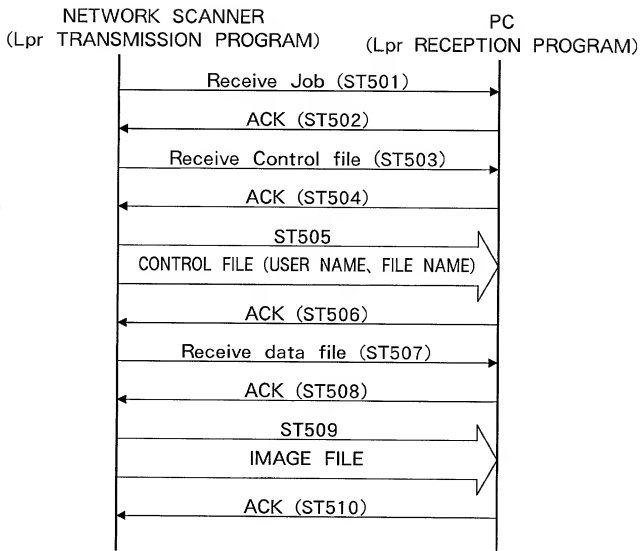 NETWORK SCANNER
(Lpr TRANSMISSION PROGRAM)
PC
(Lpr RECEPTION PROGRAM)
Receive Job (ST501)
ACK (ST502)
Receive Control file (ST503)
ACK (ST504)
ST505
CONTROL FILE (USER NAME、FILE NAME)
ACK (ST506)
Receive data file (ST507)
ACK (ST508)
ST509
IMAGE FILE
ACK (ST510)